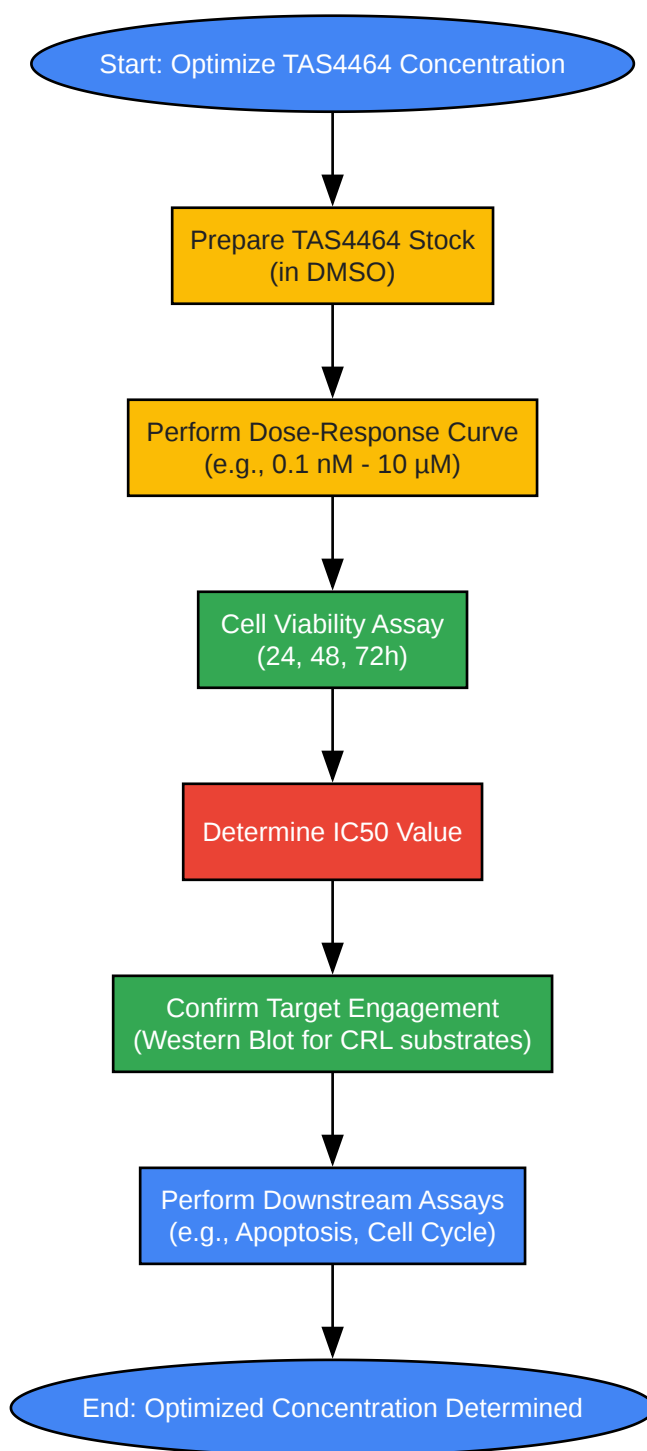 Start: Optimize TAS4464 Concentration
Prepare TAS4464 Stock
(in DMSO)
Perform Dose-Response Curve
(e.g., 0.1 nM - 10 µM)
Cell Viability Assay
(24, 48, 72h)
Determine IC50 Value
Confirm Target Engagement
(Western Blot for CRL substrates)
Perform Downstream Assays
(e.g., Apoptosis, Cell Cycle)
End: Optimized Concentration Determined